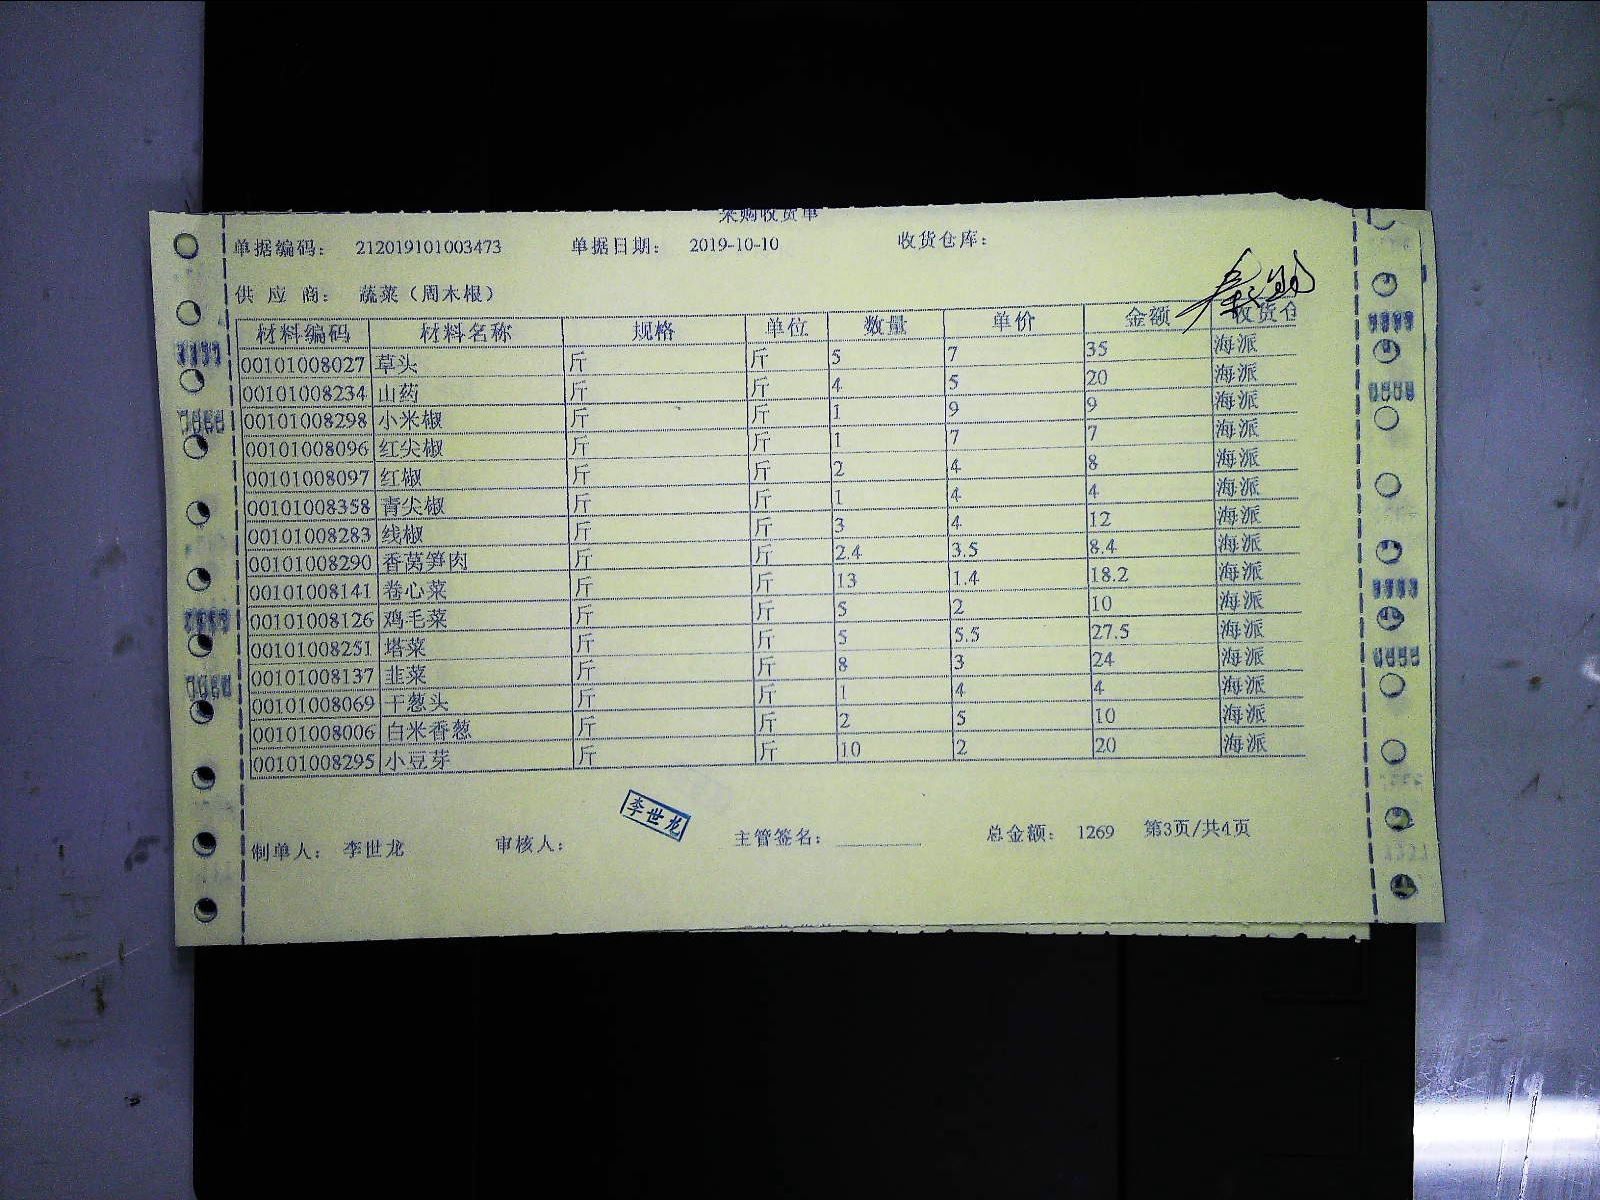 采购收货单
单据编码： 212019101003473 单据日期： 2019-10-10 收货仓库：
供 应 商： 蔬菜（周木根）
材料编码 材料名称 规格 单位 数量 单价 金额 收货仓
00101008027 草头 斤 斤 5 7 35 海派
00101008234 山药 斤 斤 4 5 20 海派
00101008298 小米椒 斤 斤 1 9 9 海派
00101008096 红尖椒 斤 斤 1 7 7 海派
00101008097 红椒 斤 斤 2 4 8 海派
00101008358 青尖椒 斤 斤 1 4 4 海派
00101008283 线椒 斤 斤 3 4 12 海派
00101008290 香莴笋肉 斤 斤 2.4 3.5 8.4 海派
00101008141 卷心菜 斤 斤 13 1.4 18.2 海派
00101008126 鸡毛菜 斤 斤 5 2 10 海派
00101008251 塔菜 斤 斤 5 5.5 27.5 海派
00101008137 韭菜 斤 斤 8 3 24 海派
00101008069 干葱头 斤 斤 1 4 4 海派
00101008006 白米香葱 斤 斤 2 5 10 海派
00101008295 小豆芽 斤 斤 10 2 20 海派
李世龙
制单人： 李世龙 审核人： 主管签名： 总金额： 1269 第3页/共4页